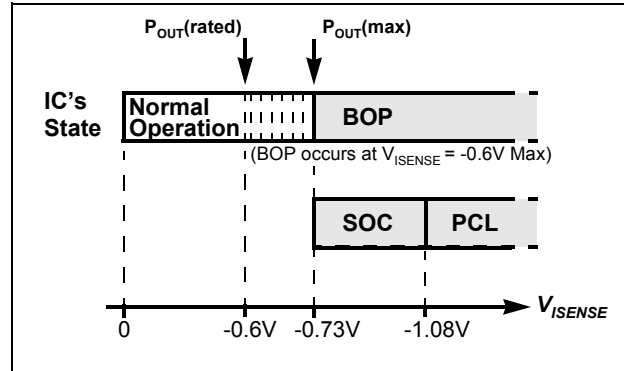 P_OUT(rated) P_OUT(max)
IC's State
Normal Operation
BOP
(BOP occurs at V_ISENSE = -0.6V Max)
SOC PCL
V_ISENSE
0 -0.6V -0.73V -1.08V